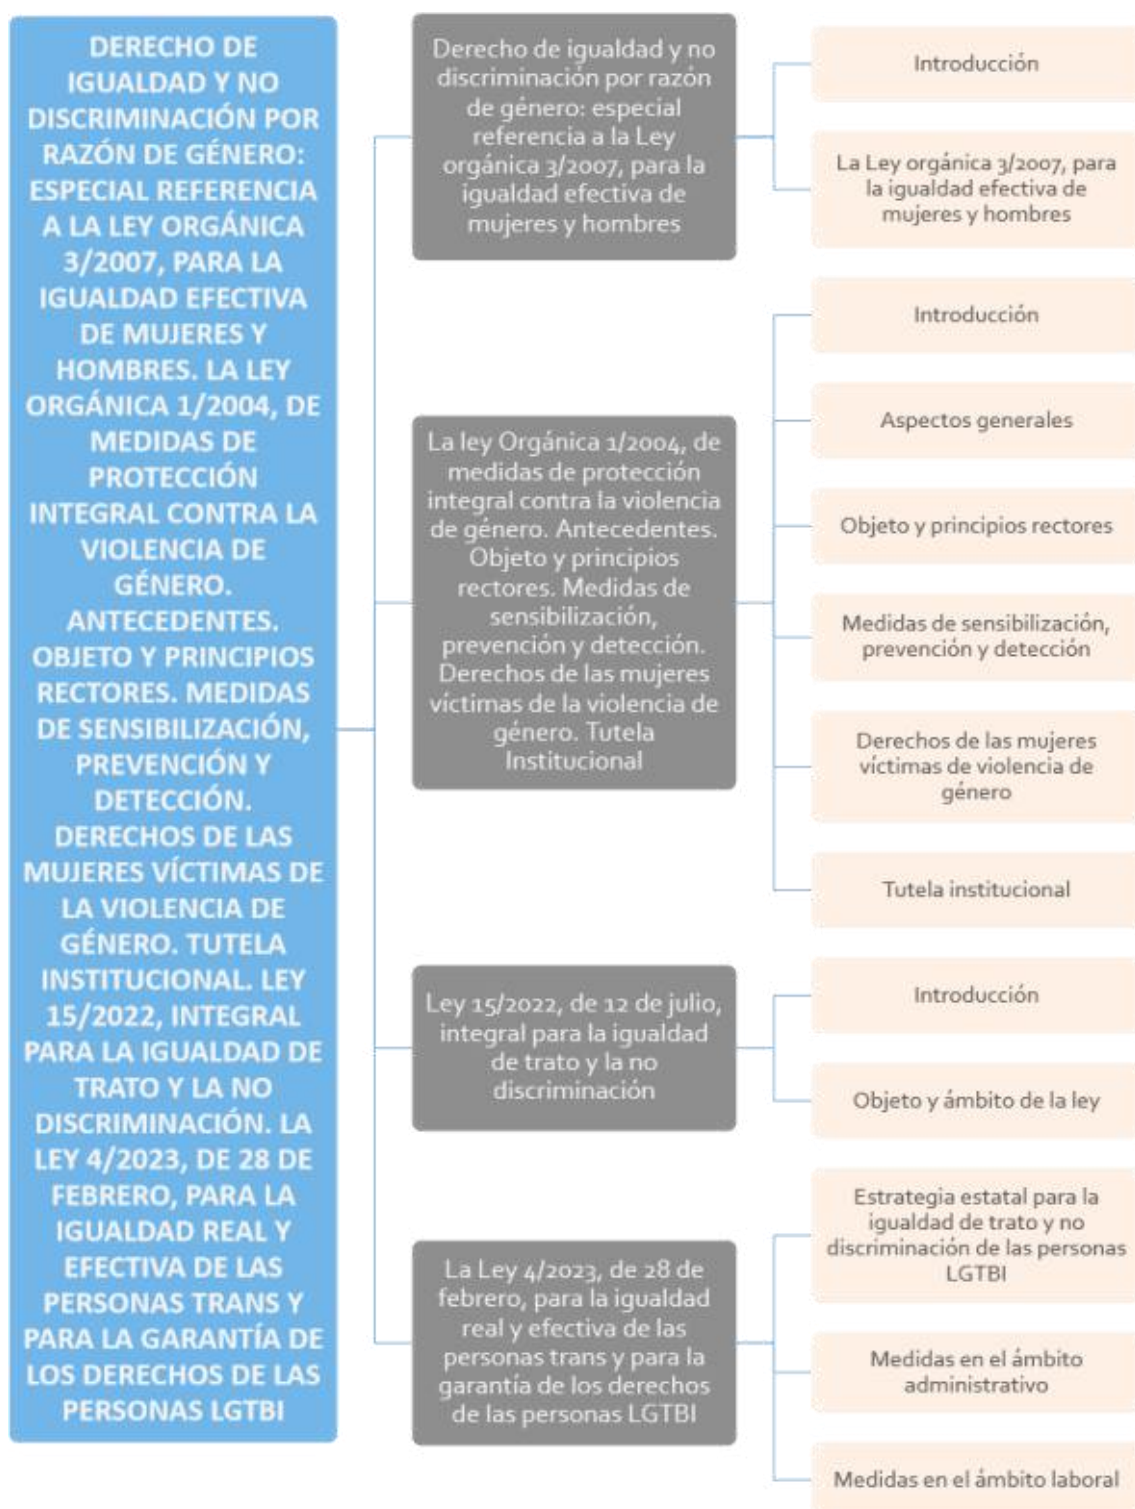 DERECHO DE
IGUALDAD Y NO
DISCRIMINACIÓN POR
RAZÓN DE GÉNERO:
ESPECIAL REFERENCIA
A LA LEY ORGÁNICA
3/2007, PARA LA
IGUALDAD EFECTIVA
DE MUJERES Y
HOMBRES. LA LEY
ORGÁNICA 1/2004, DE
MEDIDAS DE
PROTECCIÓN
INTEGRAL CONTRA LA
VIOLENCIA DE
GÉNERO.
ANTECEDENTES.
OBJETO Y PRINCIPIOS
RECTORES. MEDIDAS
DE SENSIBILIZACIÓN,
PREVENCIÓN Y
DETECCIÓN.
DERECHOS DE LAS
MUJERES VÍCTIMAS DE
LA VIOLENCIA DE
GÉNERO. TUTELA
INSTITUCIONAL. LEY
15/2022, INTEGRAL
PARA LA IGUALDAD DE
TRATO Y LA NO
DISCRIMINACIÓN. LA
LEY 4/2023, DE 28 DE
FEBRERO, PARA LA
IGUALDAD REAL Y
EFECTIVA DE LAS
PERSONAS TRANS Y
PARA LA GARANTÍA DE
LOS DERECHOS DE LAS
PERSONAS LGTBI
Derecho de igualdad y no
discriminación por razón
de género: especial
referencia a la Ley
orgánica 3/2007, para la
igualdad efectiva de
mujeres y hombres
Introducción
La Ley orgánica 3/2007, para
la igualdad efectiva de
mujeres y hombres
La ley Orgánica 1/2004, de
medidas de protección
integral contra la violencia
de género. Antecedentes.
Objeto y principios
rectores. Medidas de
sensibilización,
prevención y detección.
Derechos de las mujeres
víctimas de la violencia de
género. Tutela
Institucional
Introducción
Aspectos generales
Objeto y principios rectores
Medidas de sensibilización,
prevención y detección
Derechos de las mujeres
víctimas de violencia de
género
Tutela institucional
Ley 15/2022, de 12 de julio,
integral para la igualdad
de trato y la no
discriminación
Introducción
Objeto y ámbito de la ley
La Ley 4/2023, de 28 de
febrero, para la igualdad
real y efectiva de las
personas trans y para la
garantía de los derechos
de las personas LGTBI
Estrategia estatal para la
igualdad de trato y no
discriminación de las personas
LGTBI
Medidas en el ámbito
administrativo
Medidas en el ámbito laboral